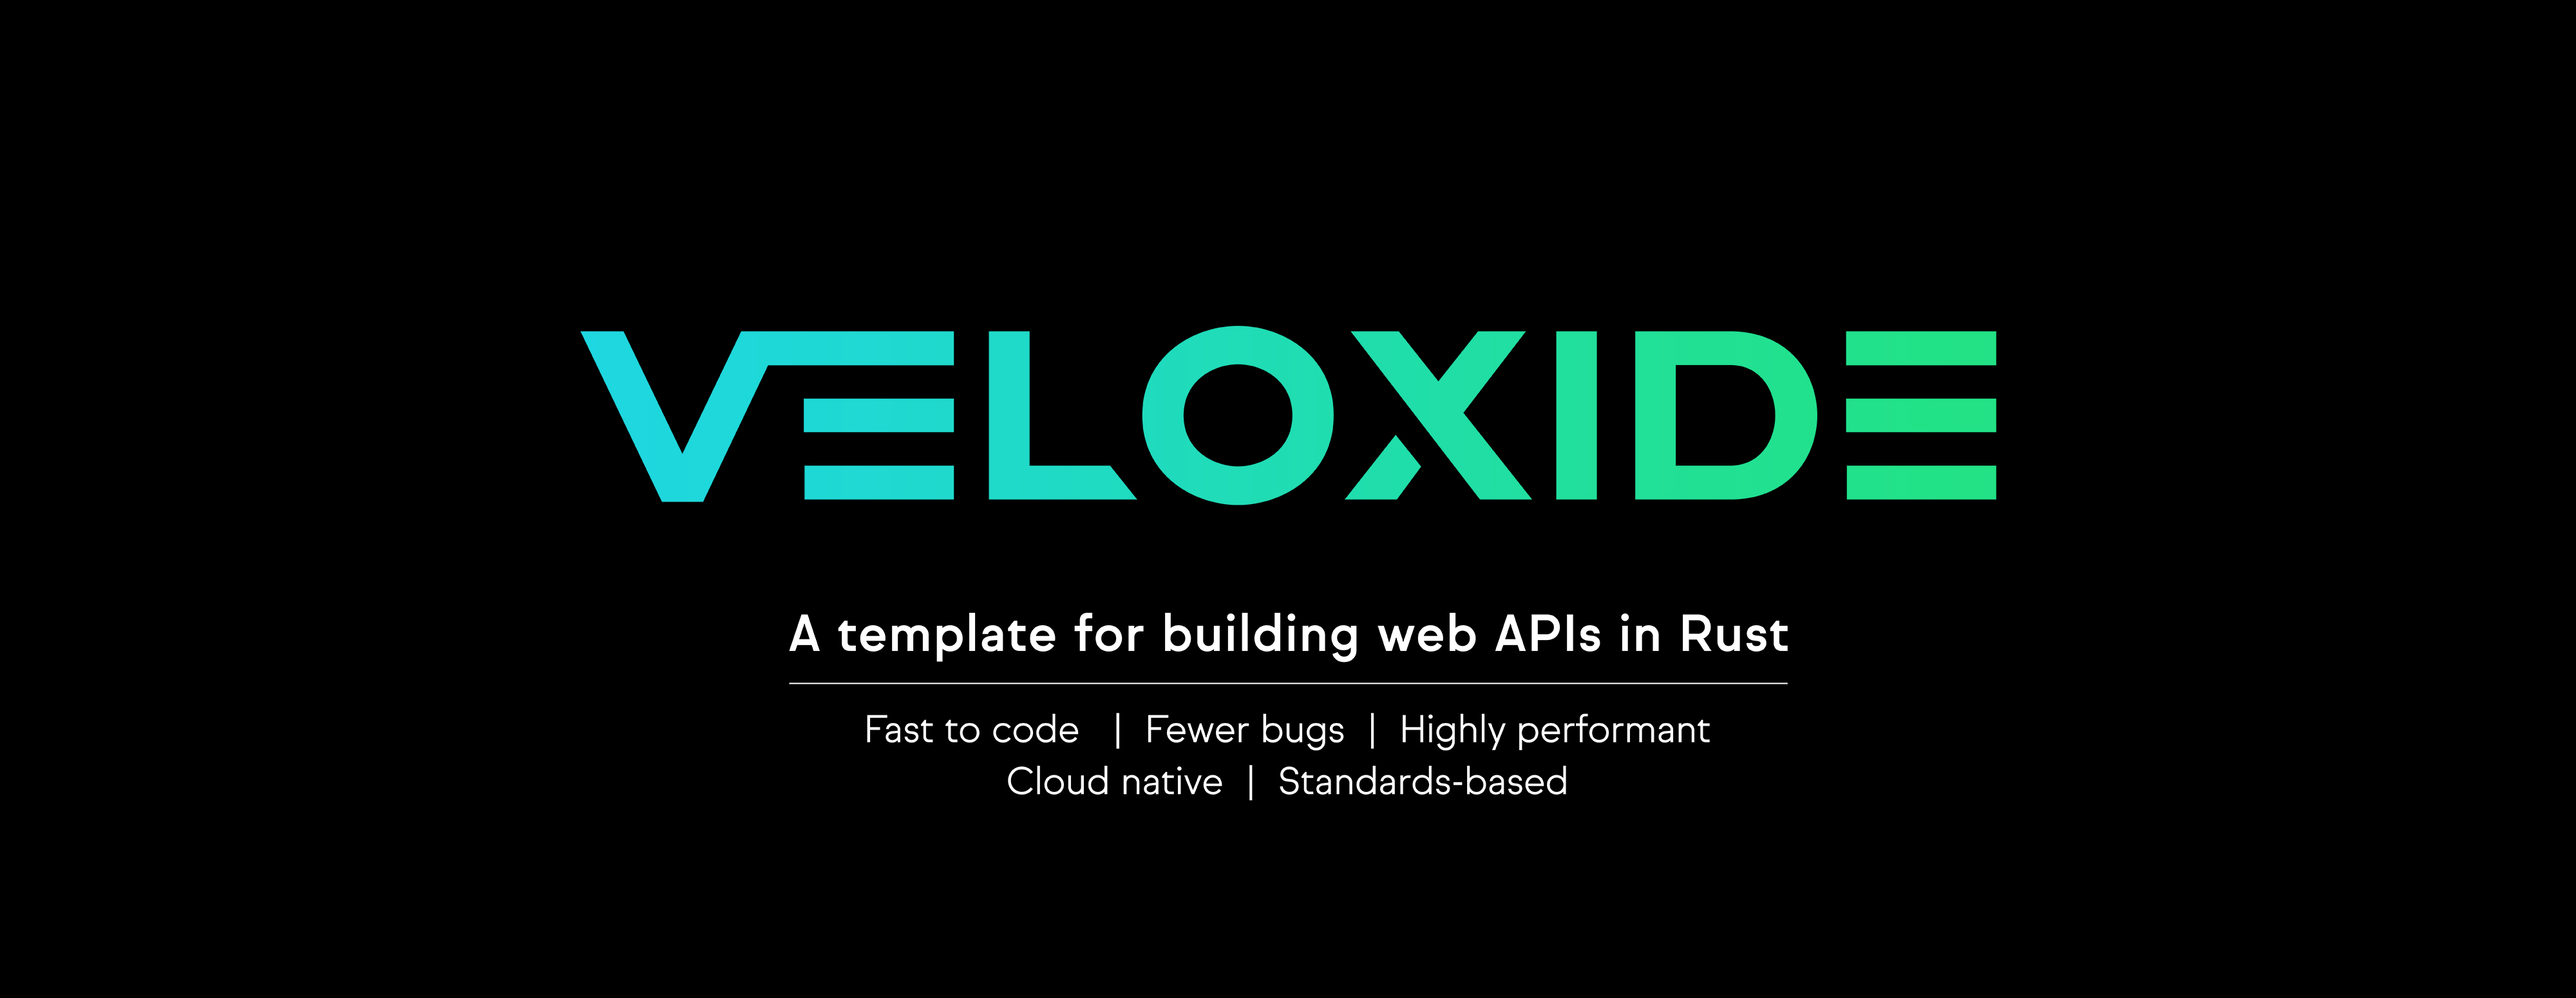 VELOXIDE
A template for building web APIs in Rust
Fast to code | Fewer bugs | Highly performant
Cloud native | Standards-based